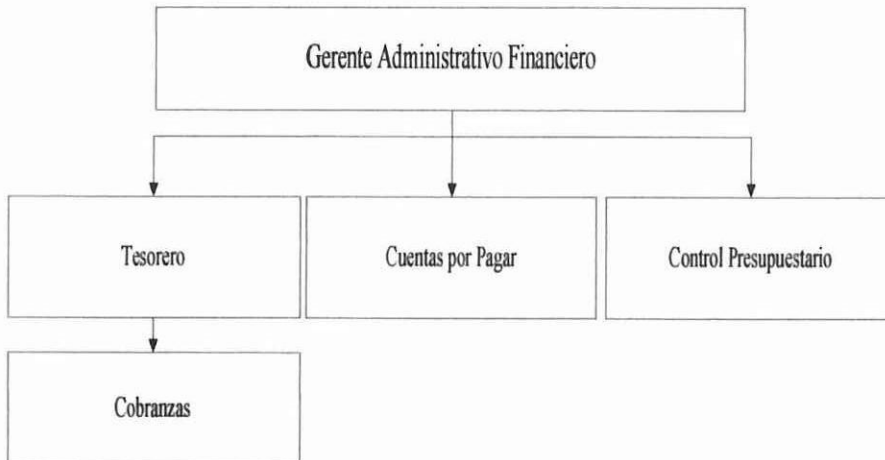 Gerente Administrativo Financiero
Tesorero
Cuentas por Pagar
Control Presupuestario
Cobranzas